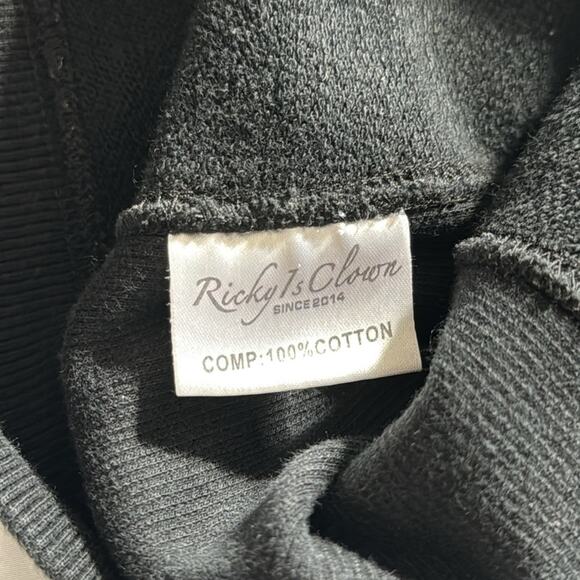 Ricky Is Clown
SINCE 2014
COMP:100%COTTON